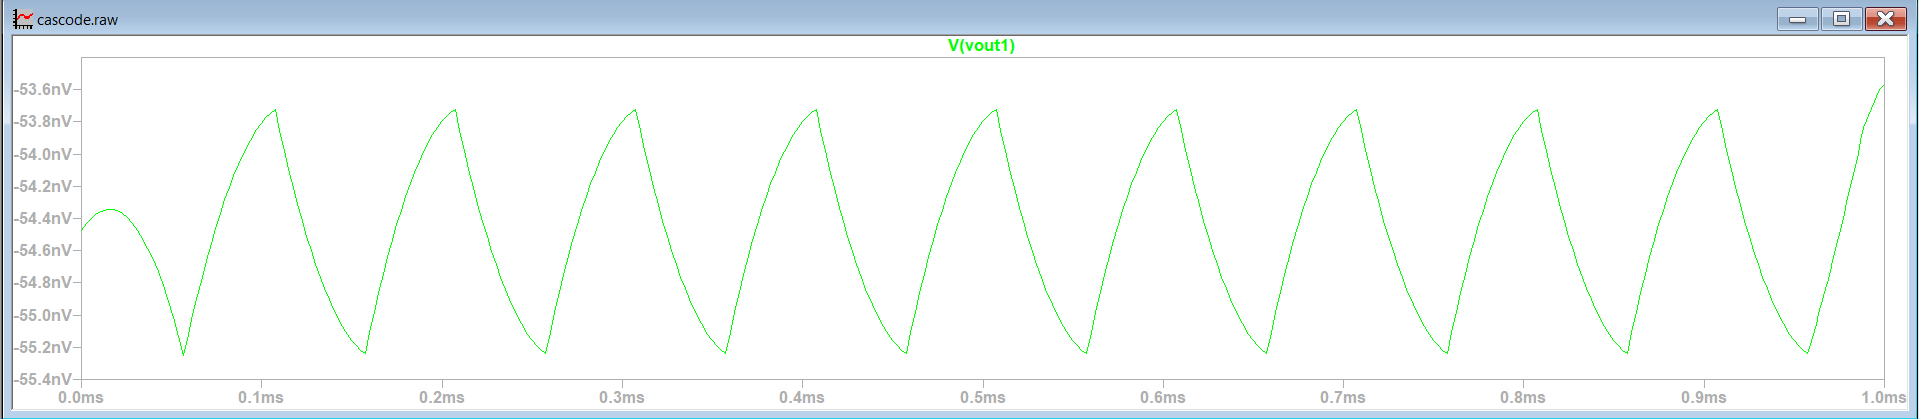 cascode.raw
V(vout1)
-53.6nV
-53.8nV
-54.0nV
-54.2nV
-54.4nV
-54.6nV
-54.8nV
-55.0nV
-55.2nV
-55.4nV
0.0ms 0.1ms 0.2ms 0.3ms 0.4ms 0.5ms 0.6ms 0.7ms 0.8ms 0.9ms 1.0ms